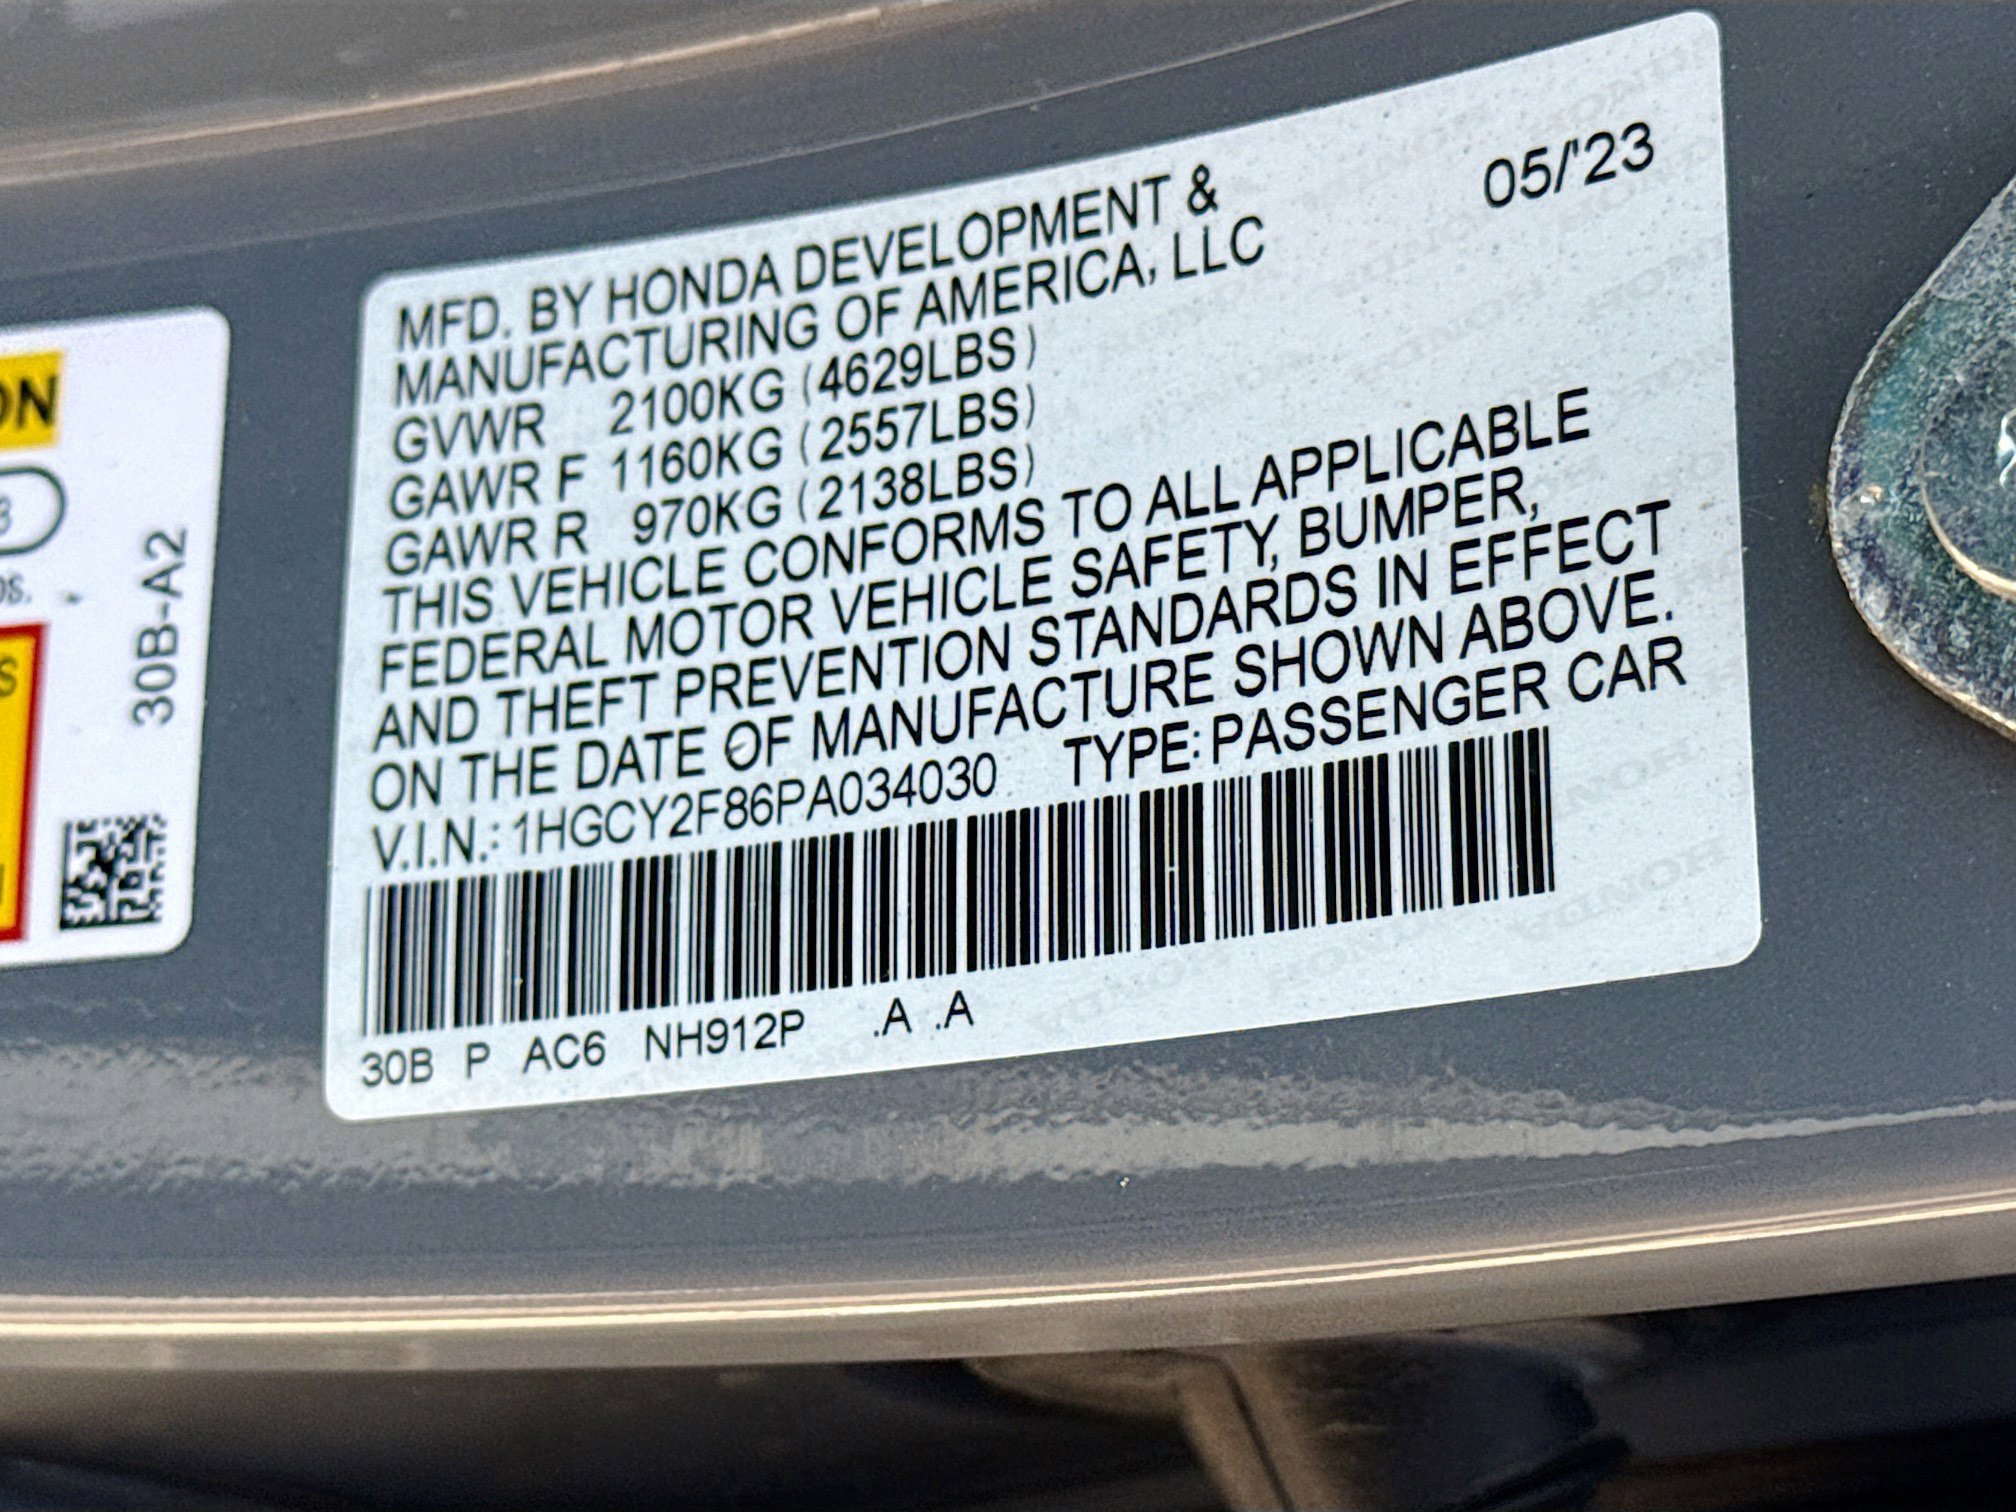 MFD. BY HONDA DEVELOPMENT &
MANUFACTURING OF AMERICA, LLC
05/'23
GVWR 2100KG (4629LBS)
GAWR F 1160KG (2557LBS)
GAWR R 970KG (2138LBS)
THIS VEHICLE CONFORMS TO ALL APPLICABLE
FEDERAL MOTOR VEHICLE SAFETY, BUMPER,
AND THEFT PREVENTION STANDARDS IN EFFECT
ON THE DATE OF MANUFACTURE SHOWN ABOVE.
V.I.N.: 1HGCY2F86PA034030 TYPE: PASSENGER CAR
30B P AC6 NH912P .A .A
30B-A2
HONDA